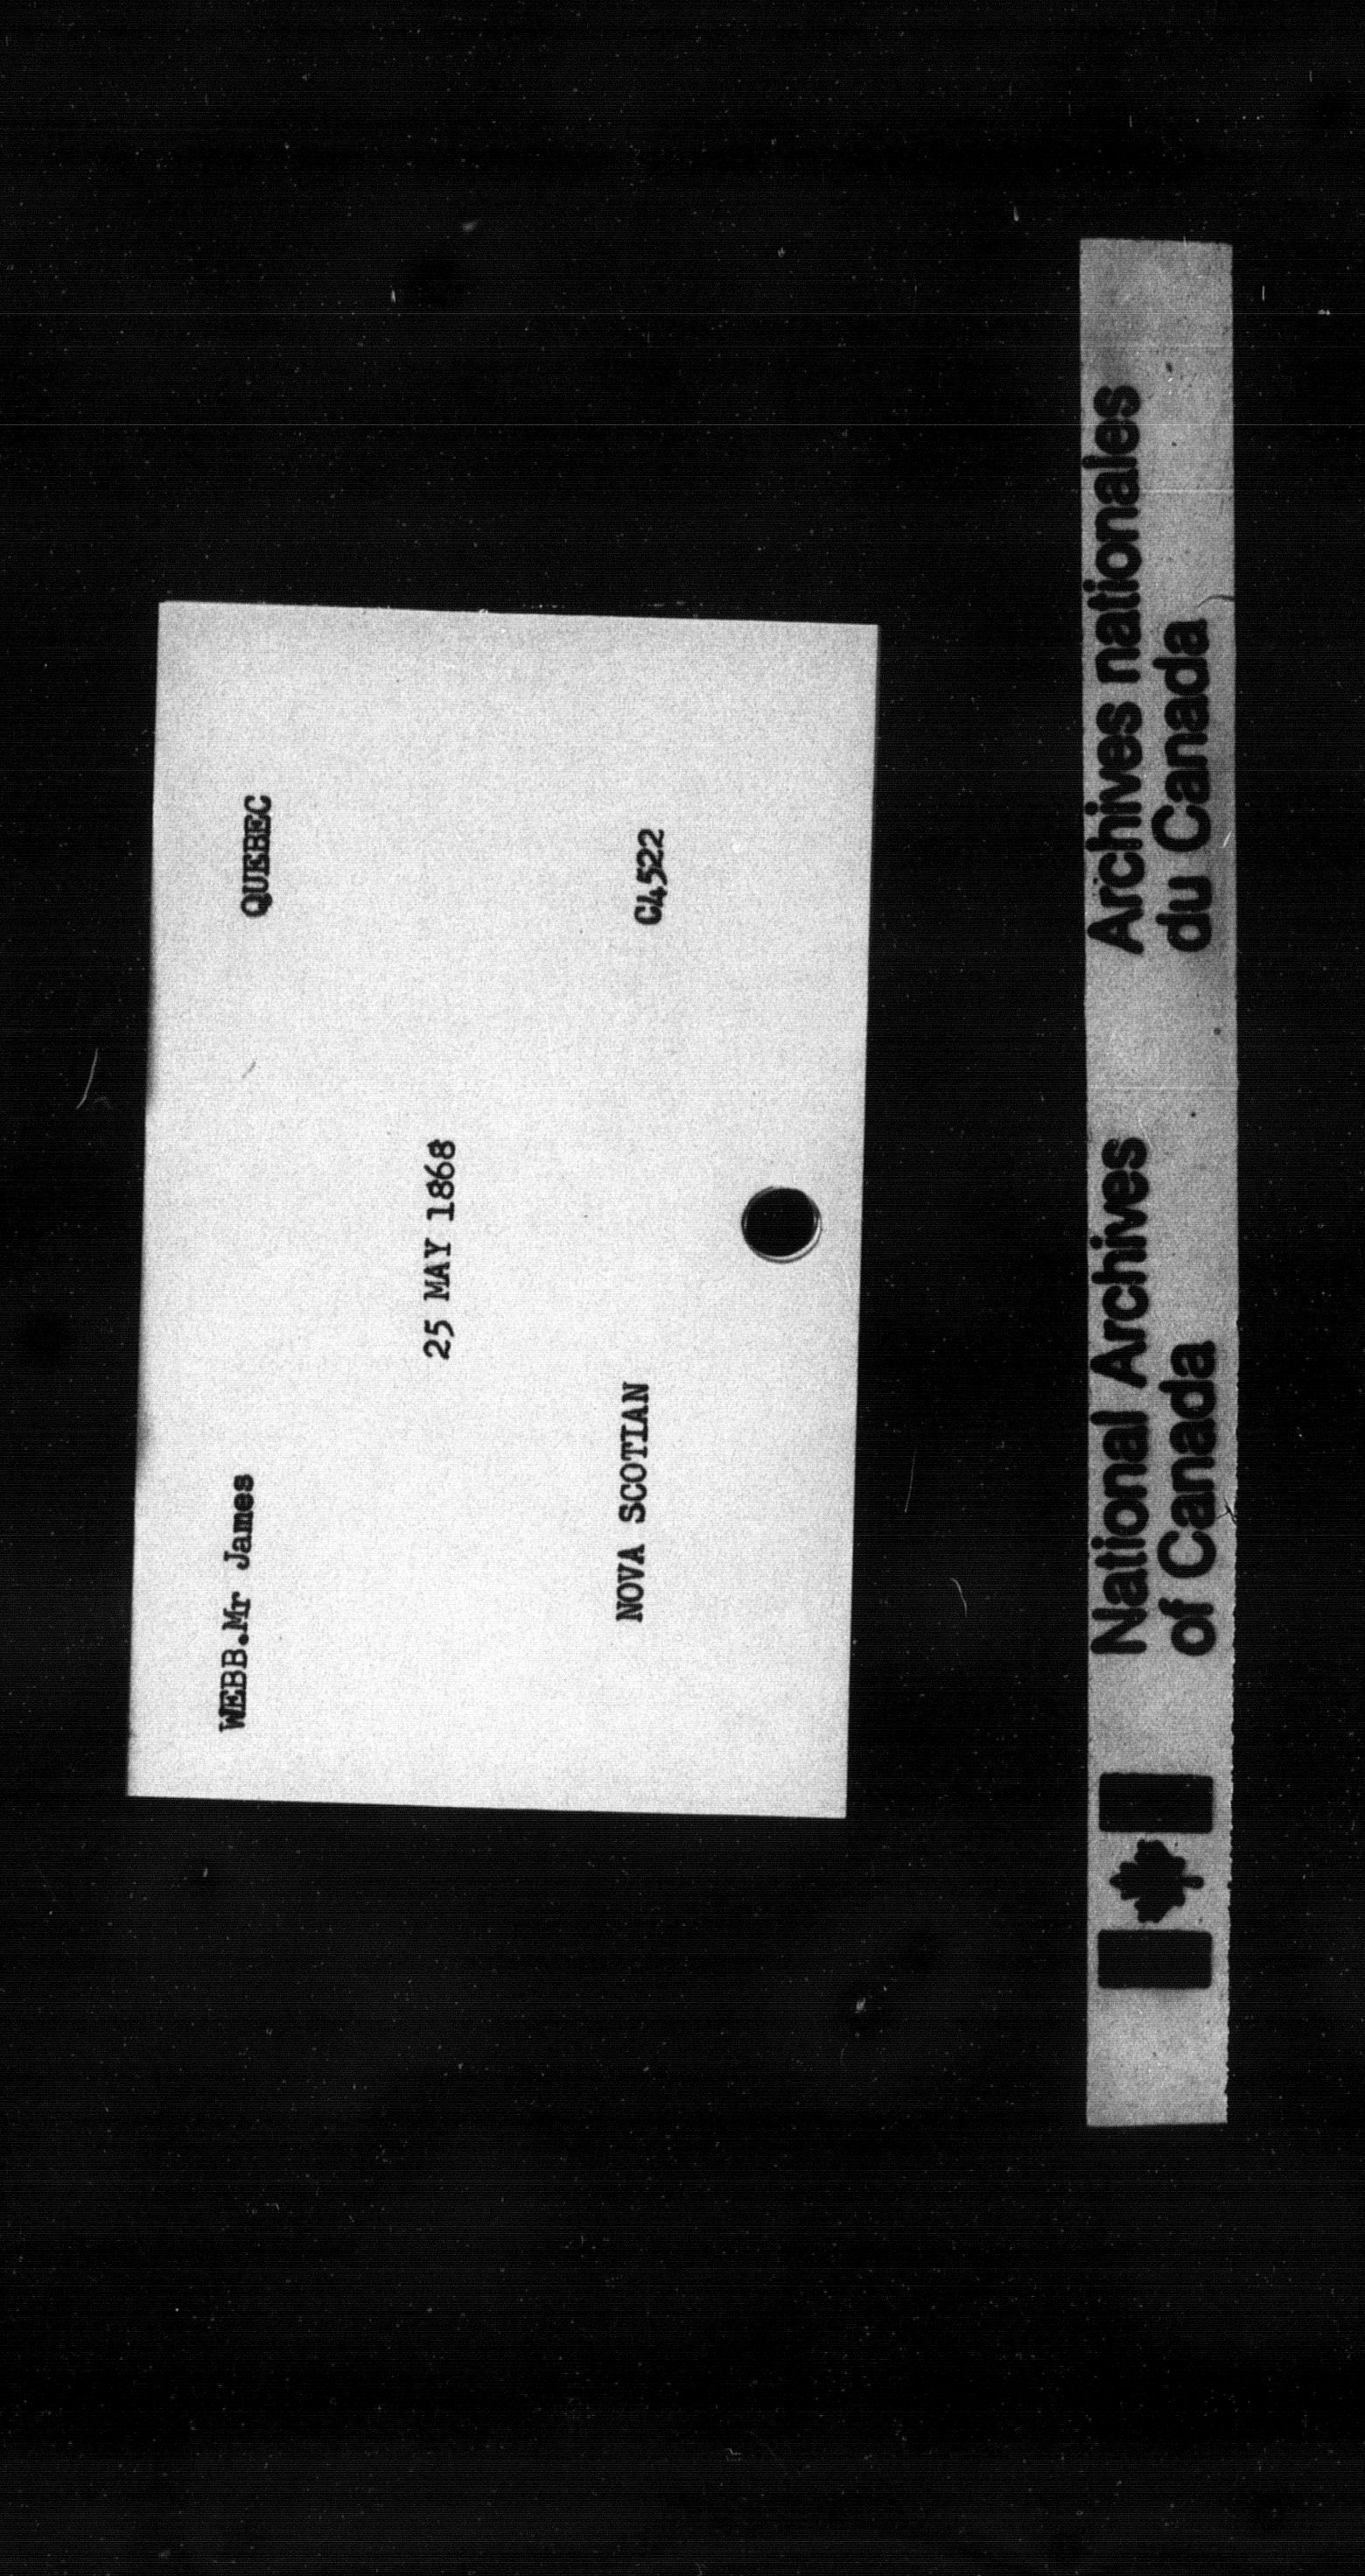 WEBB.Mr James QUEBEC
25 MAY 1868
NOVA SCOTIAN C4522
National Archives Archives nationales
of Canada du Canada